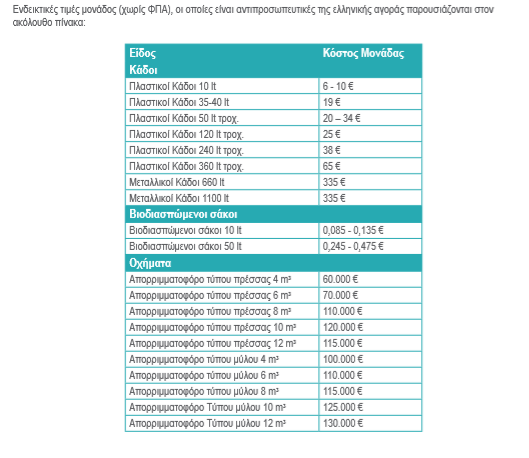 Ενδεικτικές τιμές μονάδος (χωρίς ΦΠΑ), οι οποίες είναι αντιπροσωπευτικές της ελληνικής αγοράς παρουσιάζονται στον
ακόλουθο πίνακα:
Είδος Κόστος Μονάδας
Κάδοι
Πλαστικοί Κάδοι 10 lt 6 - 10 €
Πλαστικοί Κάδοι 35-40 lt 19 €
Πλαστικοί Κάδοι 50 lt τροχ. 20 – 34 €
Πλαστικοί Κάδοι 120 lt τροχ. 25 €
Πλαστικοί Κάδοι 240 lt τροχ. 38 €
Πλαστικοί Κάδοι 360 lt τροχ. 65 €
Μεταλλικοί Κάδοι 660 lt 335 €
Μεταλλικοί Κάδοι 1100 lt 335 €
Βιοδιασπώμενοι σάκοι
Βιοδιασπώμενοι σάκοι 10 lt 0,085 - 0,135 €
Βιοδιασπώμενοι σάκοι 50 lt 0,245 - 0,475 €
Οχήματα
Απορριμματοφόρο τύπου πρέσσας 4 m³ 60.000 €
Απορριμματοφόρο τύπου πρέσσας 6 m³ 70.000 €
Απορριμματοφόρο τύπου πρέσσας 8 m³ 110.000 €
Απορριμματοφόρο τύπου πρέσσας 10 m³ 120.000 €
Απορριμματοφόρο τύπου πρέσσας 12 m³ 115.000 €
Απορριμματοφόρο τύπου μύλου 4 m³ 100.000 €
Απορριμματοφόρο τύπου μύλου 6 m³ 110.000 €
Απορριμματοφόρο τύπου μύλου 8 m³ 115.000 €
Απορριμματοφόρο Τύπου μύλου 10 m³ 125.000 €
Απορριμματοφόρο Τύπου μύλου 12 m³ 130.000 €